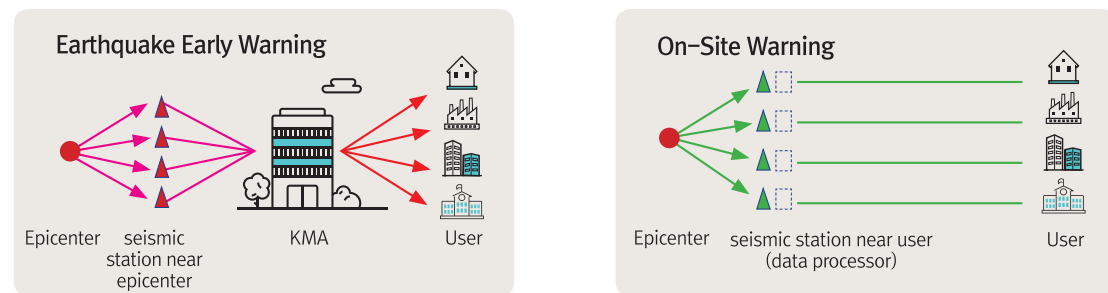 Earthquake Early Warning
Epicenter
seismic
station near
epicenter
KMA
User
On-Site Warning
Epicenter
seismic station near user
(data processor)
User